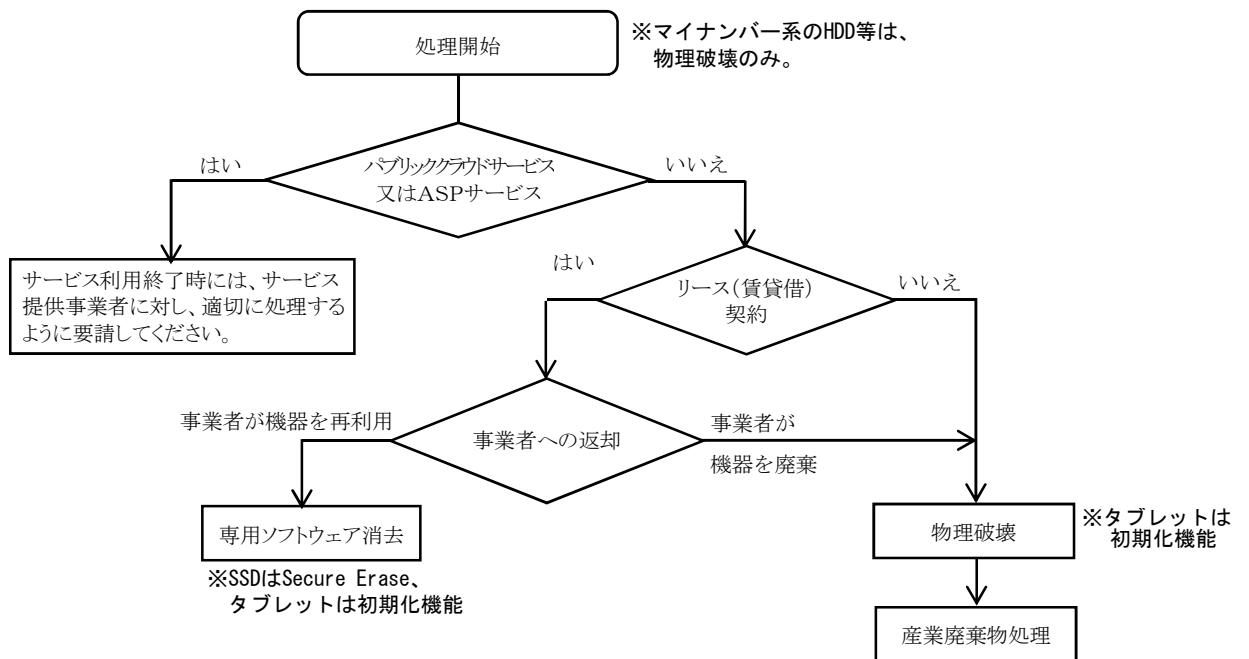 処理開始
※マイナンバー系のHDD等は、
物理破壊のみ。
はい
パブリッククラウドサービス
又はASPサービス
いいえ
サービス利用終了時には、サービス
提供事業者に対し、適切に処理する
ように要請してください。
はい
リース（賃貸借）
契約
いいえ
事業者が機器を再利用
事業者への返却
事業者が
機器を廃棄
専用ソフトウェア消去
※SSDはSecure Erase、
タブレットは初期化機能
物理破壊
※タブレットは
初期化機能
産業廃棄物処理